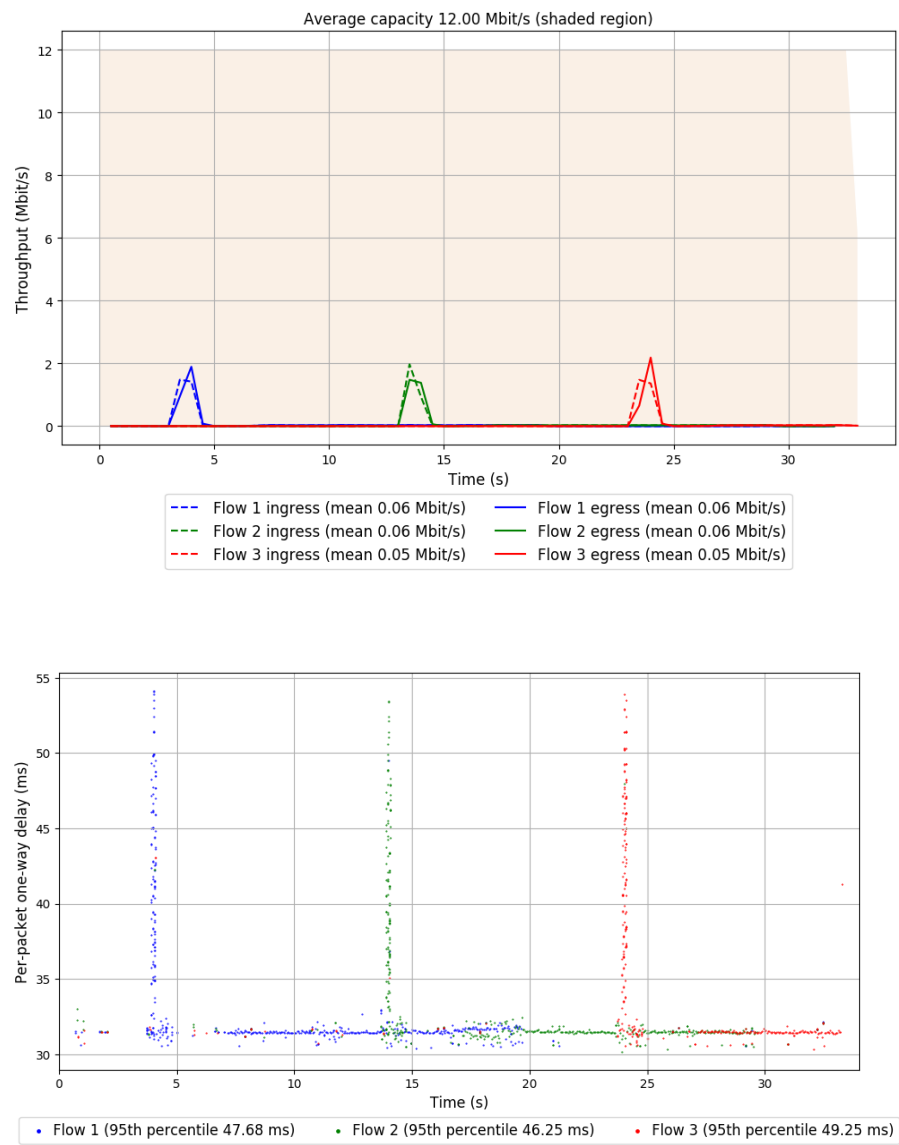 Average capacity 12.00 Mbit/s (shaded region)
12
10
8
6
4
2
0
Throughput (Mbit/s)
0 5 10 15 20 25 30
Time (s)
Flow 1 ingress (mean 0.06 Mbit/s) Flow 1 egress (mean 0.06 Mbit/s)
Flow 2 ingress (mean 0.06 Mbit/s) Flow 2 egress (mean 0.06 Mbit/s)
Flow 3 ingress (mean 0.05 Mbit/s) Flow 3 egress (mean 0.05 Mbit/s)
55
50
45
40
35
30
Per-packet one-way delay (ms)
0 5 10 15 20 25 30
Time (s)
Flow 1 (95th percentile 47.68 ms) Flow 2 (95th percentile 46.25 ms) Flow 3 (95th percentile 49.25 ms)